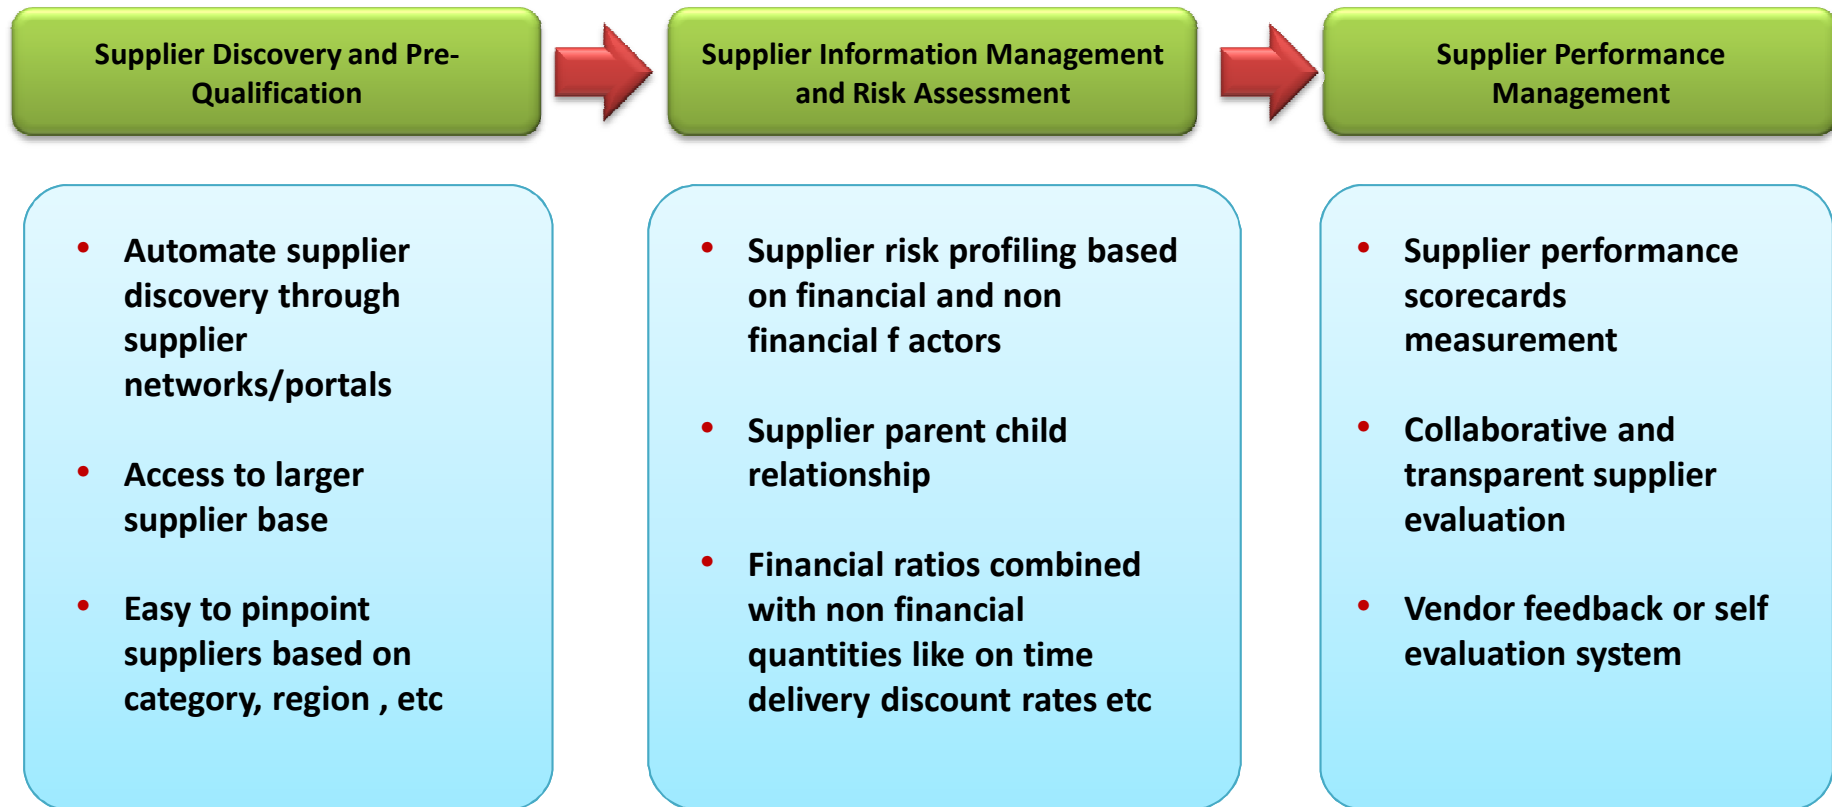 Supplier Discovery and Pre-
Qualification
Supplier Information Management
and Risk Assessment
Supplier Performance
Management
• Automate supplier
discovery through
supplier
networks/portals
• Access to larger
supplier base
• Easy to pinpoint
suppliers based on
category, region , etc
• Supplier risk profiling based
on financial and non
financial f actors
• Supplier parent child
relationship
• Financial ratios combined
with non financial
quantities like on time
delivery discount rates etc
• Supplier performance
scorecards
measurement
• Collaborative and
transparent supplier
evaluation
• Vendor feedback or self
evaluation system